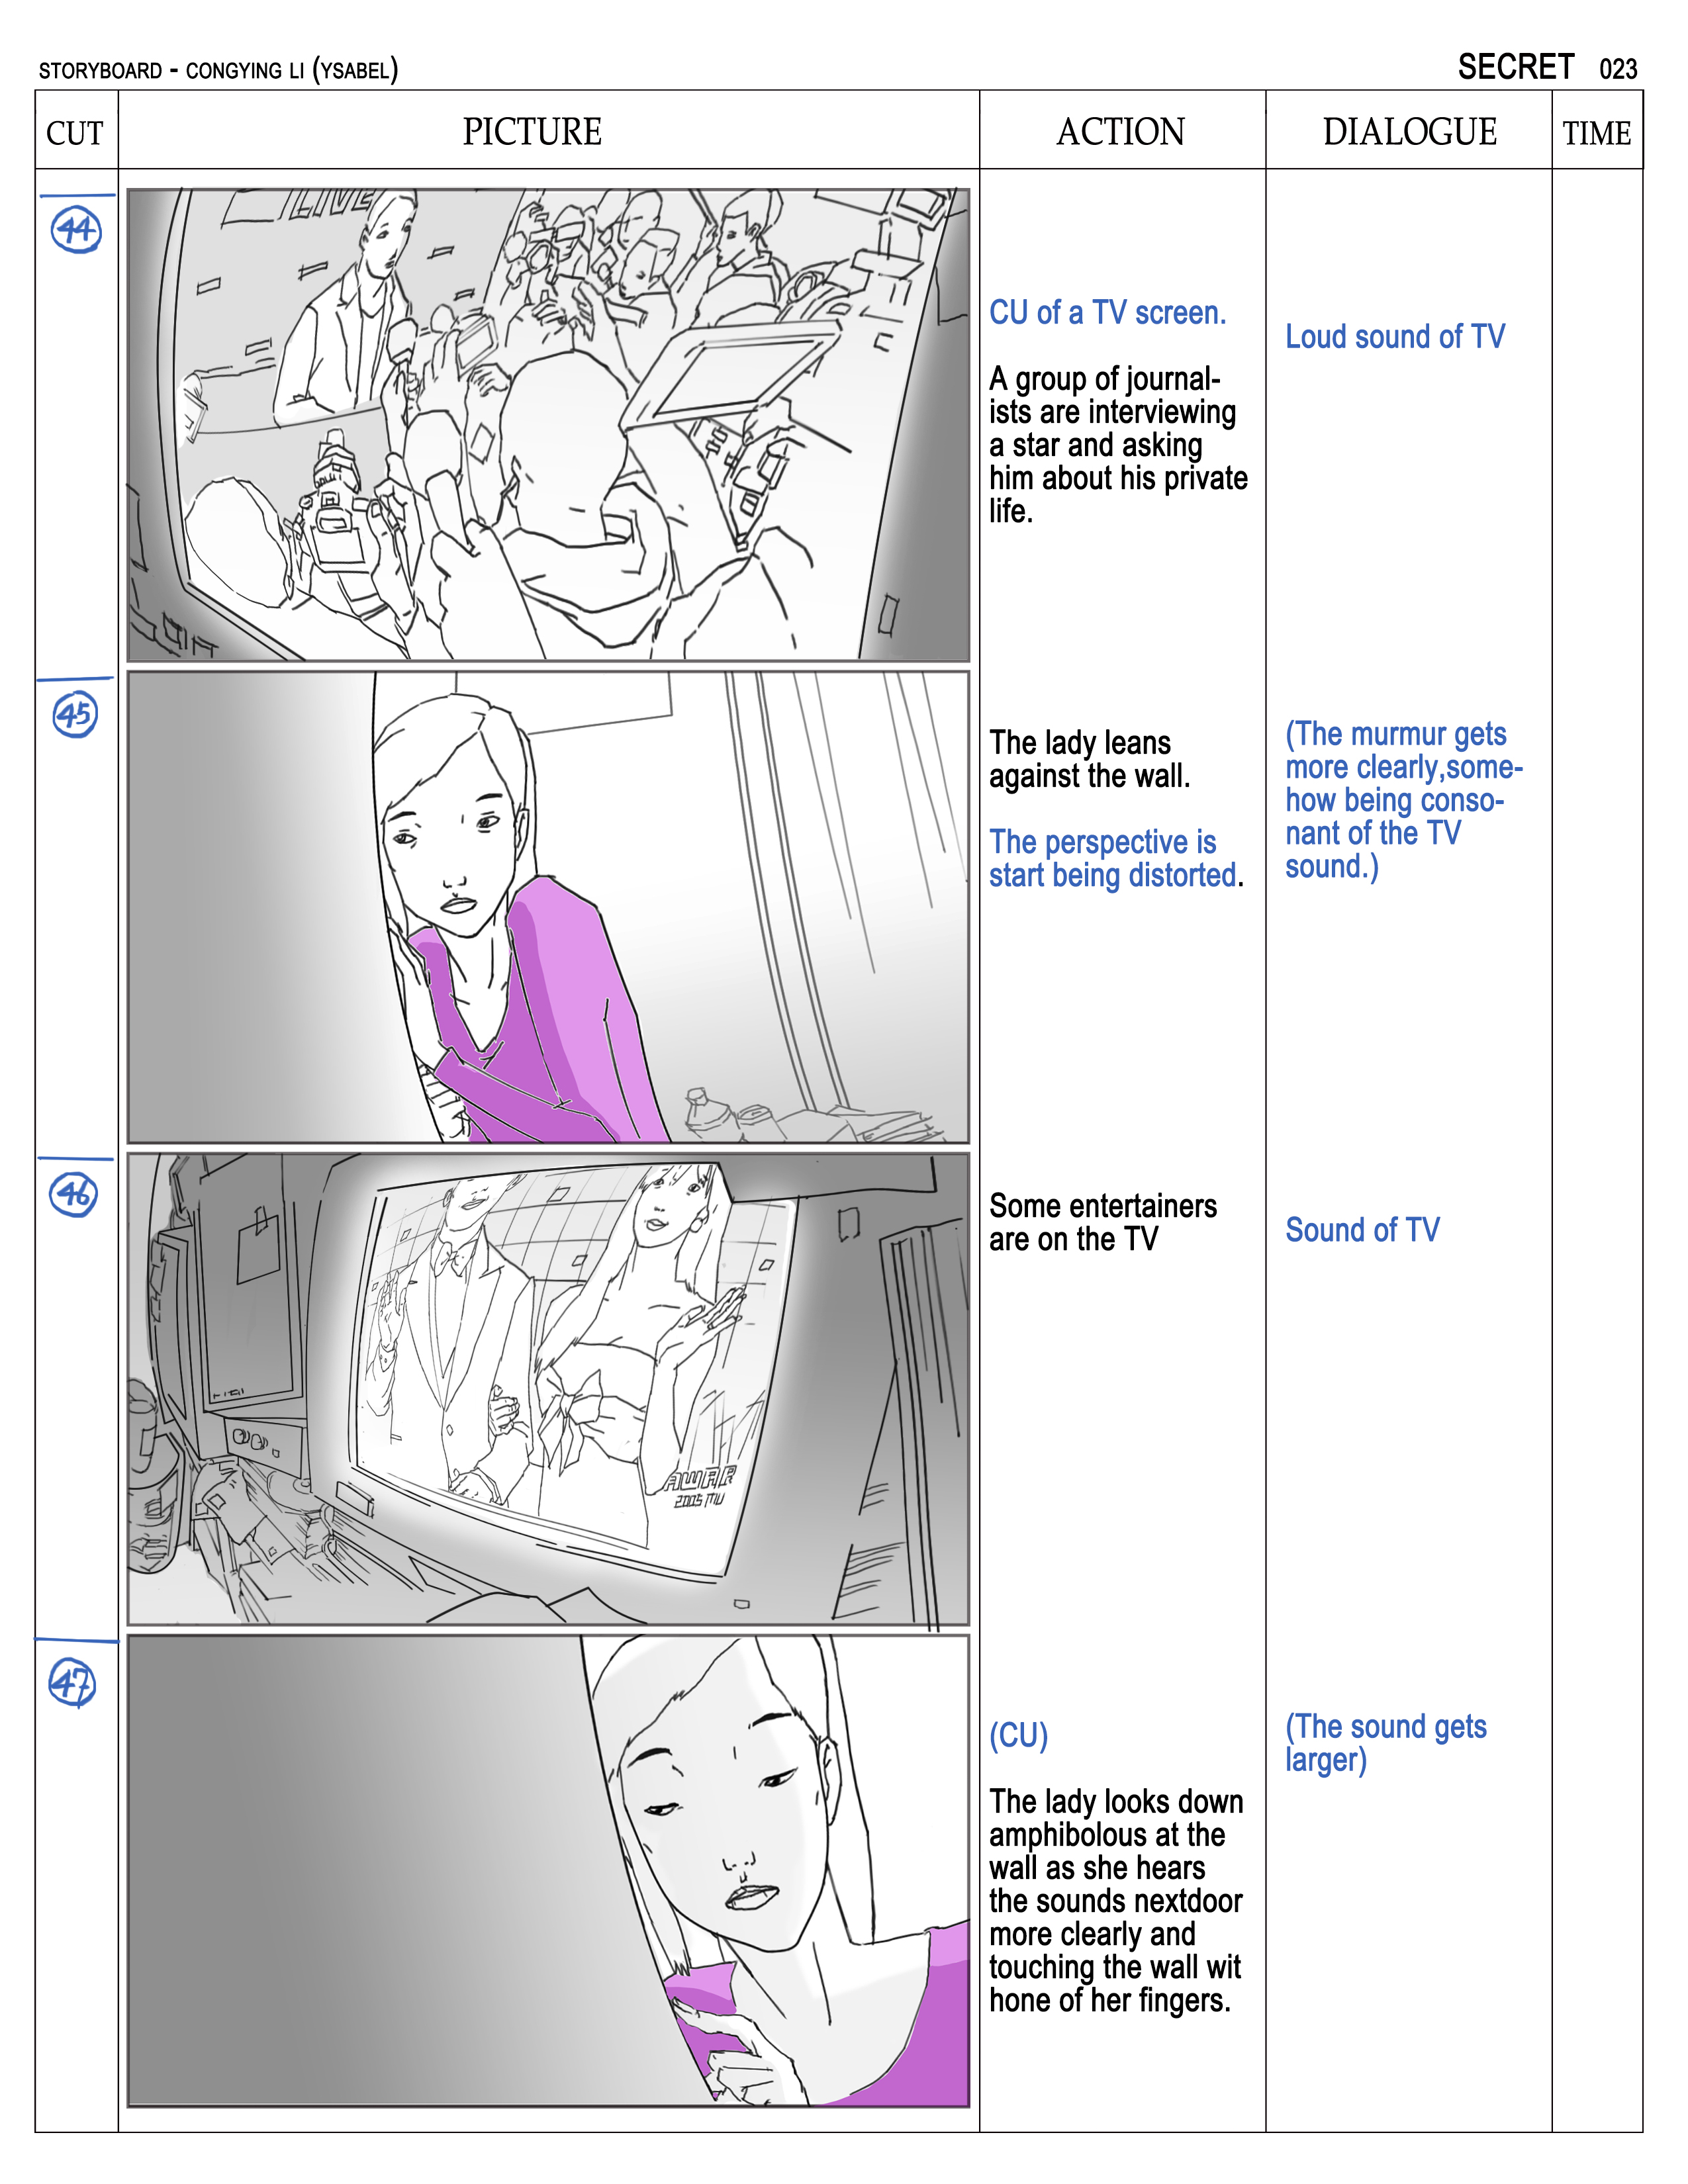 STORYBOARD - CONGYING LI (YSABEL)
SECRET 023
CUT PICTURE ACTION DIALOGUE TIME
44
LIVE
CU of a TV screen.
A group of journal-
ists are interviewing
a star and asking
him about his private
life.
Loud sound of TV
45
The lady leans
against the wall.
The perspective is
start being distorted.
(The murmur gets
more clearly,some-
how being conso-
nant of the TV
sound.)
46
AWAR
2005 MU
Some entertainers
are on the TV
Sound of TV
47
(CU)
The lady looks down
amphibolous at the
wall as she hears
the sounds nextdoor
more clearly and
touching the wall wit
hone of her fingers.
(The sound gets
larger)